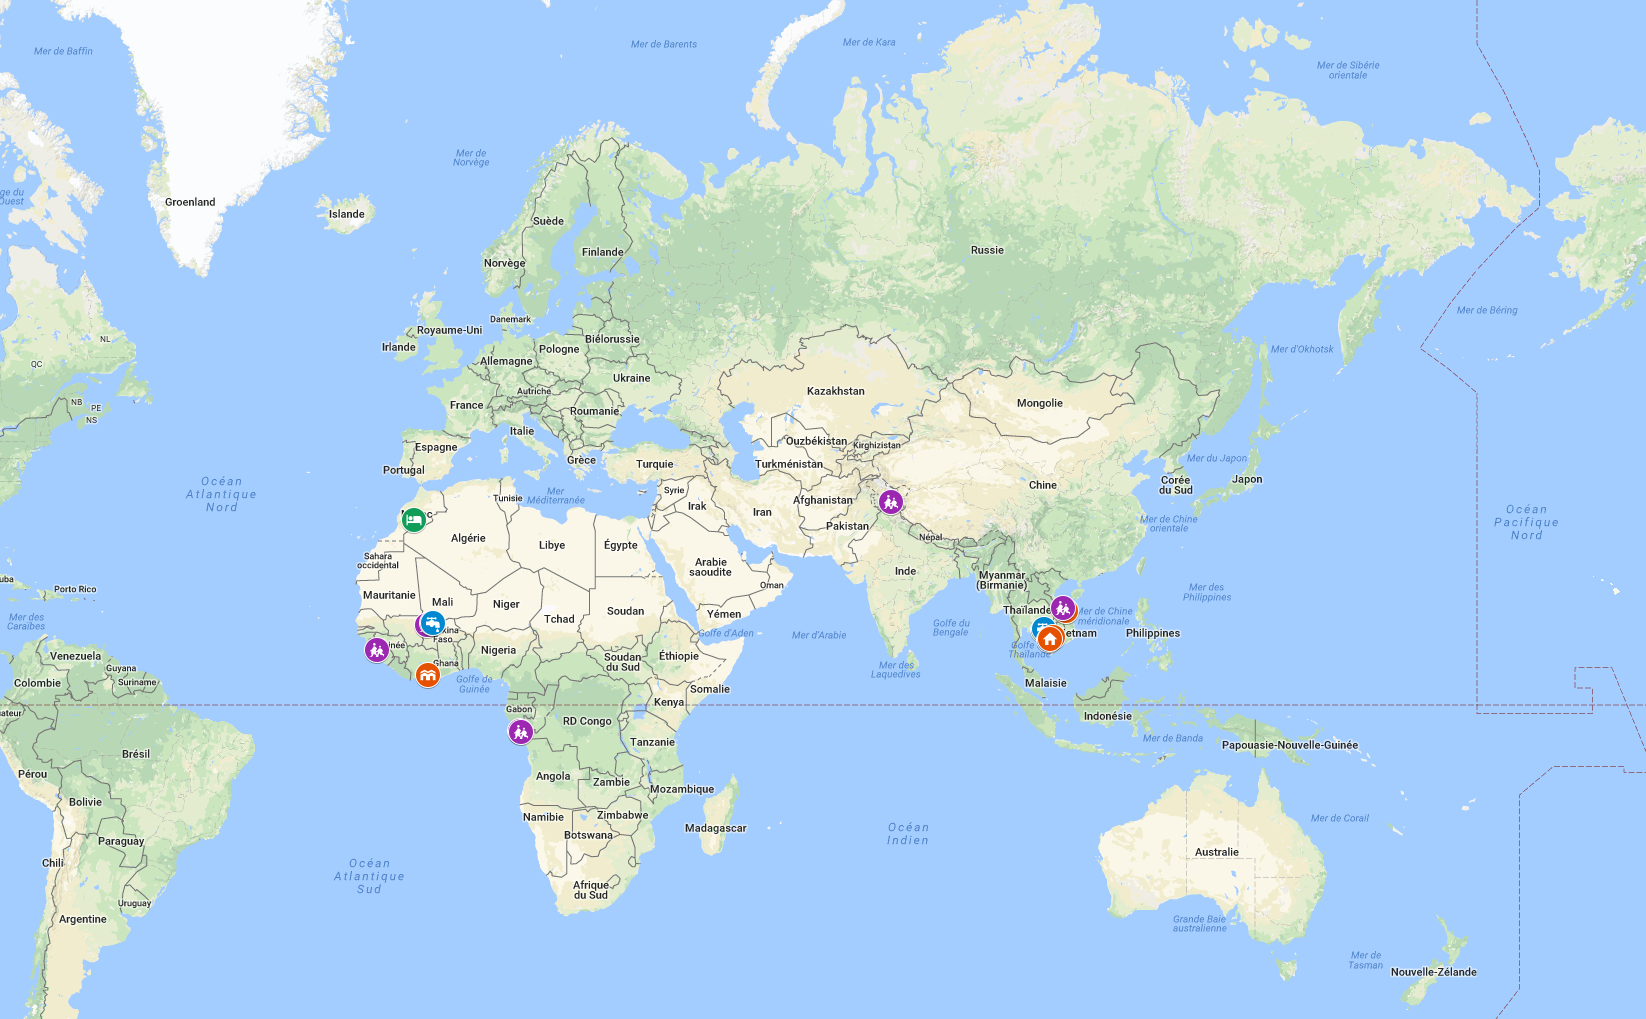 Mer de Baffin
Mer de Barents
Mer de Kara
Mer de Sibérie
orientale
Mer de
Norvège
Groenland
Islande
Suède
Finlande
Norvège
Russie
Danemark
Royaume-Uni
Irlande
Biélorussie
Pologne
Allemagne
Ukraine
Autriche
France
Roumanie
Italie
Espagne
Grèce
Portugal
Turquie
Kazakhstan
Mongolie
Ouzbékistan
Kirghizistan
Turkménistan
Mer de Béring
Mer d'Okhotsk
Mer du Japon
NL
QC
NB
PE
NS
Océan
Atlantique
Nord
Tunisie
Mer
Méditerranée
Syrie
Irak
Iran
Afghanistan
Pakistan
Chine
Corée
du Sud
Japon
Mer de Chine
orientale
Océan
Pacifique
Nord
Algérie
Libye
Égypte
Sahara
occidental
Arabie
saoudite
Oman
Népal
Inde
Myanmar
(Birmanie)
Mer des
Philippines
Porto Rico
Mer des
Caraïbes
Mauritanie
Mali
Niger
Tchad
Soudan
Yémen
Golfe d'Aden
Mer d'Arabie
Golfe du
Bengale
Thaïlande
Mer de Chine
méridionale
Philippines
Faso
Ghana
Nigeria
Soudan
du Sud
Éthiopie
Mer des
Laquedives
Golfe de
Thaïlande
Malaisie
Venezuela
Guyana
Suriname
Colombie
Golfe de
Guinée
Somalie
Kenya
Gabon
RD Congo
Indonésie
Mer de Banda
Papouasie-Nouvelle-Guinée
Tanzanie
Brésil
Pérou
Angola
Zambie
Mozambique
Bolivie
Namibie
Zimbabwe
Botswana
Madagascar
Océan
Indien
Mer de Corail
Paraguay
Chili
Australie
Océan
Atlantique
Sud
Afrique
du Sud
Uruguay
Argentine
Grande Baie
australienne
Mer de
Tasman
Nouvelle-Zélande